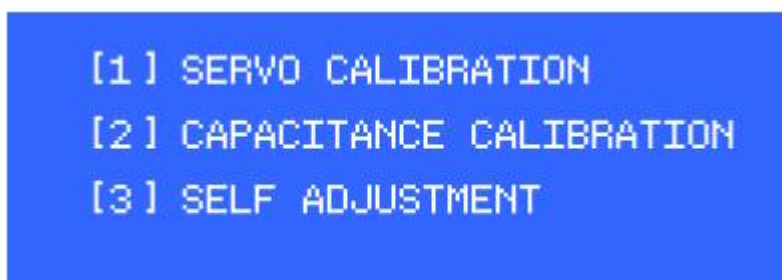 [1] SERVO CALIBRATION
[2] CAPACITANCE CALIBRATION
[3] SELF ADJUSTMENT